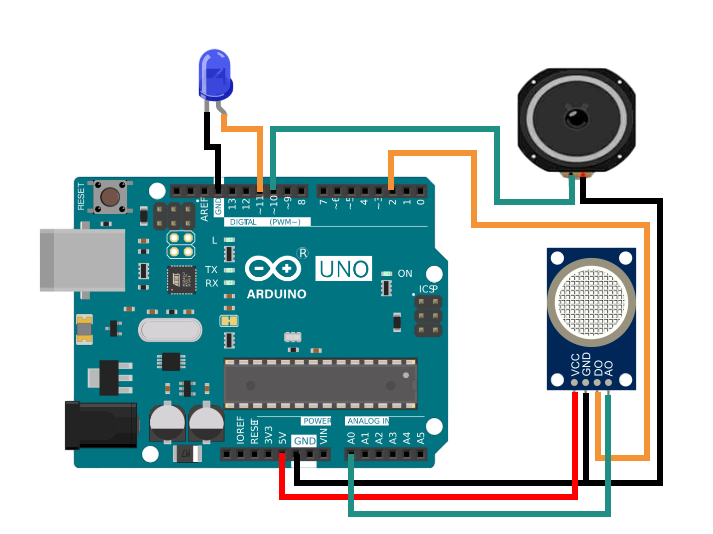 RESET
AREF
GND
13
12
~11
~10
~9
8
7
~6
~5
4
~3
2
1
0
DIGITAL (PWM~)
L
TX
RX
®
UNO
ARDUINO
ON
ICSP
VCC
GND
DO
AO
POWER
ANALOG IN
IOREF
RESET
3V3
5V
GND
VIN
A0
A1
A2
A3
A4
A5